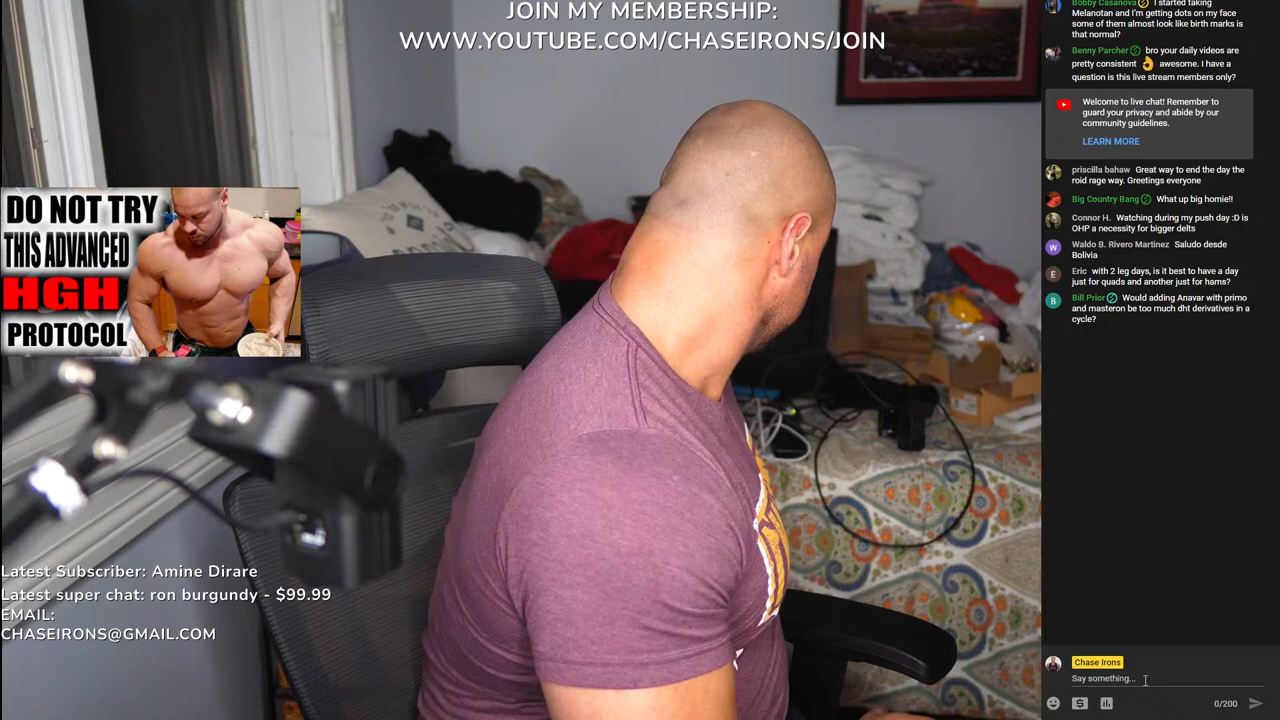 JOIN MY MEMBERSHIP:
WWW.YOUTUBE.COM/CHASEIRONS/JOIN
DO NOT TRY
THIS ADVANCED
HGH
PROTOCOL
Latest Subscriber: Amine Dirare
Latest super chat: ron burgundy - $99.99
EMAIL:
CHASEIRONS@GMAIL.COM
Bobby Casanova I started taking
Melanotan and I'm getting dots on my face
some of them almost look like birth marks is
that normal?
Benny Parcher bro your daily videos are
pretty consistent 👌 awesome. I have a
question is this live stream members only?
Welcome to live chat! Remember to
guard your privacy and abide by our
community guidelines.
LEARN MORE
priscilla bahaw Great way to end the day the
roid rage way. Greetings everyone
Big Country Bang What up big homie!!
Connor H. Watching during my push day :D is
OHP a necessity for bigger delts
W
Waldo B. Rivero Martinez Saludo desde
Bolivia
E
Eric with 2 leg days, is it best to have a day
just for quads and another just for hams?
B
Bill Prior Would adding Anavar with primo
and masteron be too much dht derivatives in a
cycle?
Chase Irons
Say something...
0/200